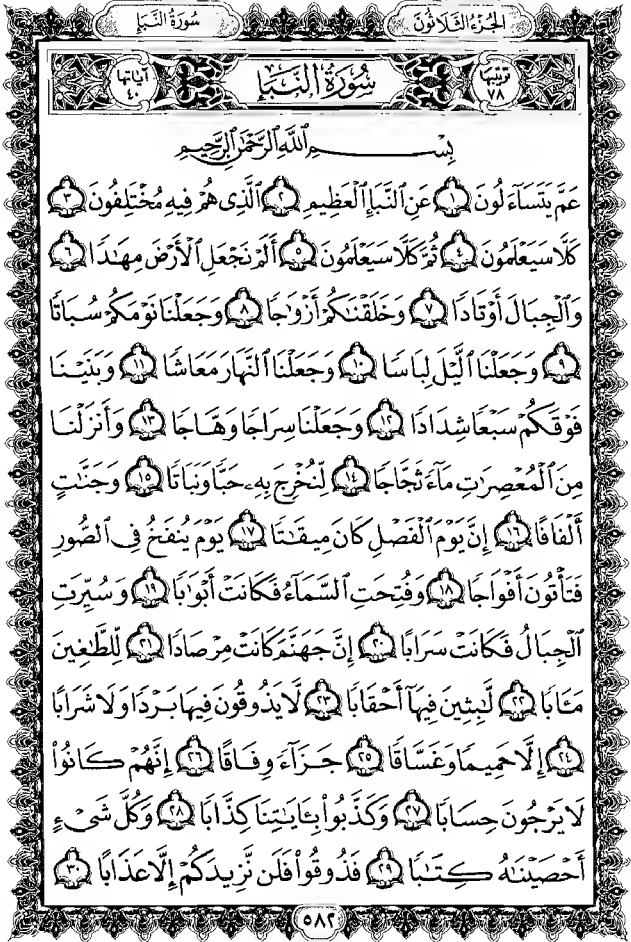 الجزء الثلاثون سورة النبإ
ترتيبها ٧٨ سُورَةُ النَّبَإِ آياتها ٤٠
بِسْمِ ٱللَّهِ ٱلرَّحْمَٰنِ ٱلرَّحِيمِ
عَمَّ يَتَسَآءَلُونَ ١ عَنِ ٱلنَّبَإِ ٱلْعَظِيمِ ٢ ٱلَّذِى هُمْ فِيهِ مُخْتَلِفُونَ ٣
كَلَّا سَيَعْلَمُونَ ٤ ثُمَّ كَلَّا سَيَعْلَمُونَ ٥ أَلَمْ نَجْعَلِ ٱلْأَرْضَ مِهَٰدًا ٦
وَٱلْجِبَالَ أَوْتَادًا ٧ وَخَلَقْنَٰكُمْ أَزْوَٰجًا ٨ وَجَعَلْنَا نَوْمَكُمْ سُبَاتًا
٩ وَجَعَلْنَا ٱلَّيْلَ لِبَاسًا ١٠ وَجَعَلْنَا ٱلنَّهَارَ مَعَاشًا ١١ وَبَنَيْنَا
فَوْقَكُمْ سَبْعًا شِدَادًا ١٢ وَجَعَلْنَا سِرَاجًا وَهَّاجًا ١٣ وَأَنزَلْنَا
مِنَ ٱلْمُعْصِرَٰتِ مَآءً ثَجَّاجًا ١٤ لِّنُخْرِجَ بِهِۦ حَبًّا وَنَبَاتًا ١٥ وَجَنَّٰتٍ
أَلْفَافًا ١٦ إِنَّ يَوْمَ ٱلْفَصْلِ كَانَ مِيقَٰتًا ١٧ يَوْمَ يُنفَخُ فِى ٱلصُّورِ
فَتَأْتُونَ أَفْوَاجًا ١٨ وَفُتِحَتِ ٱلسَّمَآءُ فَكَانَتْ أَبْوَٰبًا ١٩ وَسُيِّرَتِ
ٱلْجِبَالُ فَكَانَتْ سَرَابًا ٢٠ إِنَّ جَهَنَّمَ كَانَتْ مِرْصَادًا ٢١ لِّلطَّٰغِينَ
مَـَٔابًا ٢٢ لَّٰبِثِينَ فِيهَآ أَحْقَابًا ٢٣ لَّا يَذُوقُونَ فِيهَا بَرْدًا وَلَا شَرَابًا
٢٤ إِلَّا حَمِيمًا وَغَسَّاقًا ٢٥ جَزَآءً وِفَاقًا ٢٦ إِنَّهُمْ كَانُوا۟
لَا يَرْجُونَ حِسَابًا ٢٧ وَكَذَّبُوا۟ بِـَٔايَٰتِنَا كِذَّابًا ٢٨ وَكُلَّ شَىْءٍ
أَحْصَيْنَٰهُ كِتَٰبًا ٢٩ فَذُوقُوا۟ فَلَن نَّزِيدَكُمْ إِلَّا عَذَابًا ٣٠
٥٨٢